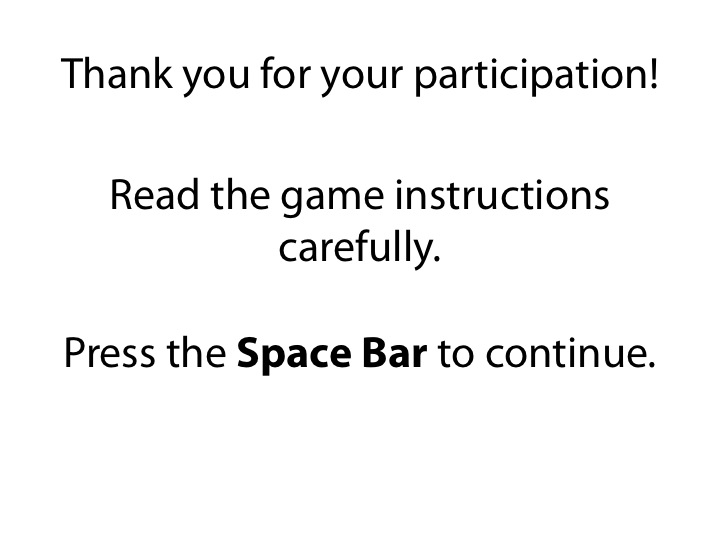 Thank you for your participation!
Read the game instructions
carefully.
Press the Space Bar to continue.